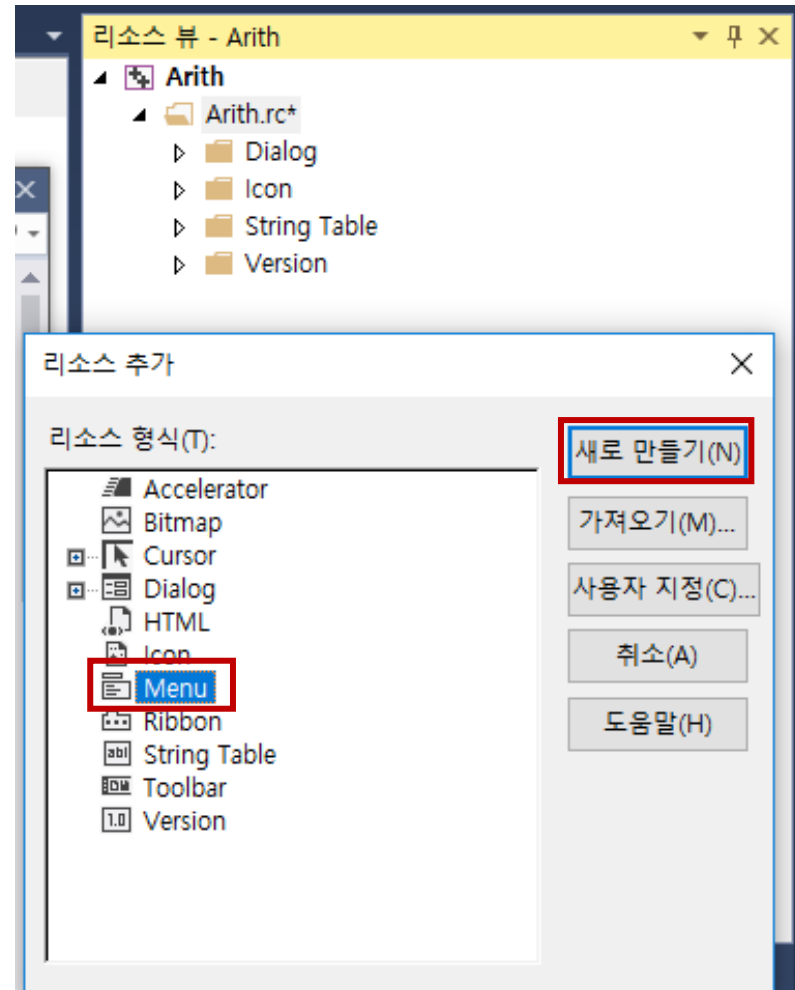 리소스 뷰 - Arith
Arith
Arith.rc*
Dialog
Icon
String Table
Version
리소스 추가
리소스 형식(T):
Accelerator
Bitmap
Cursor
Dialog
HTML
Icon
Menu
Ribbon
String Table
Toolbar
Version
새로 만들기(N)
가져오기(M)...
사용자 지정(C)...
취소(A)
도움말(H)